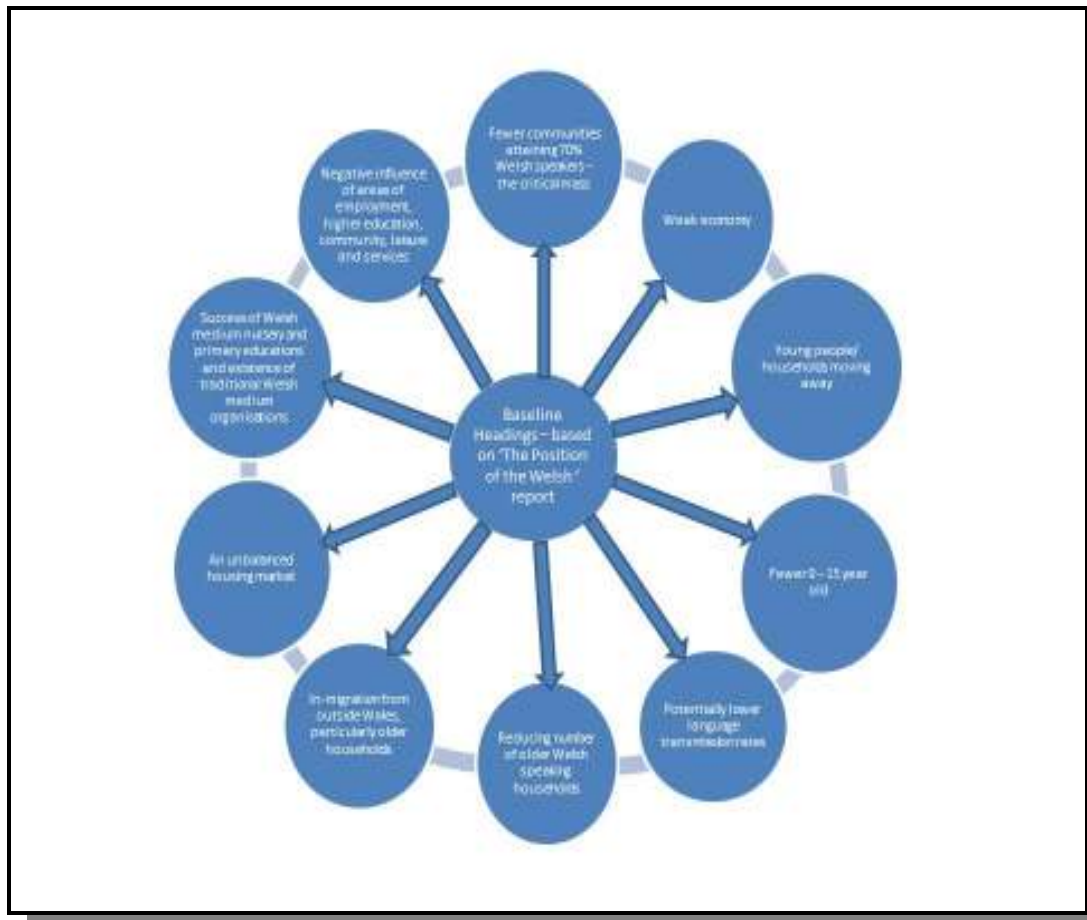 Baseline
Headings – based
on ‘The Position
of the Welsh’
report
Fewer communities
attaining 70%
Welsh speakers –
the critical mass
Weak economy
Young people/
households moving
away
Fewer 0 – 15 year
old
Potentially lower
language
transmission rates
Reducing number
of older Welsh
speaking
households
In-migration from
outside Wales,
particularly older
households
An unbalanced
housing market
Success of Welsh
medium nursery and
primary educations
and existence of
traditional Welsh
medium
organisations
Negative influence
of areas of
employment,
higher education,
community, leisure
and services